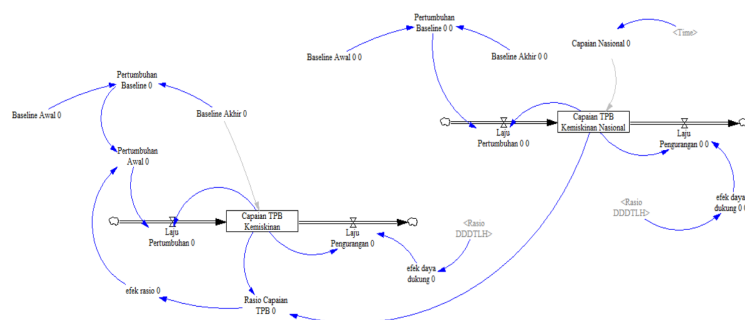 Pertumbuhan
Baseline 0 0
Baseline Awal 0 0
Baseline Akhir 0 0
Capaian Nasional 0
<Time>
Capaian TPB
Kemiskinan Nasional
Laju
Pertumbuhan 0 0
Laju
Pengurangan 0 0
<Rasio
DDDTLH>
efek daya
dukung 0 0
Pertumbuhan
Baseline 0
Baseline Awal 0
Baseline Akhir 0
Pertumbuhan
Awal 0
Laju
Pertumbuhan 0
Capaian TPB
Kemiskinan
Laju
Pengurangan 0
<Rasio
DDDTLH>
efek daya
dukung 0
efek rasio 0
Rasio Capaian
TPB 0